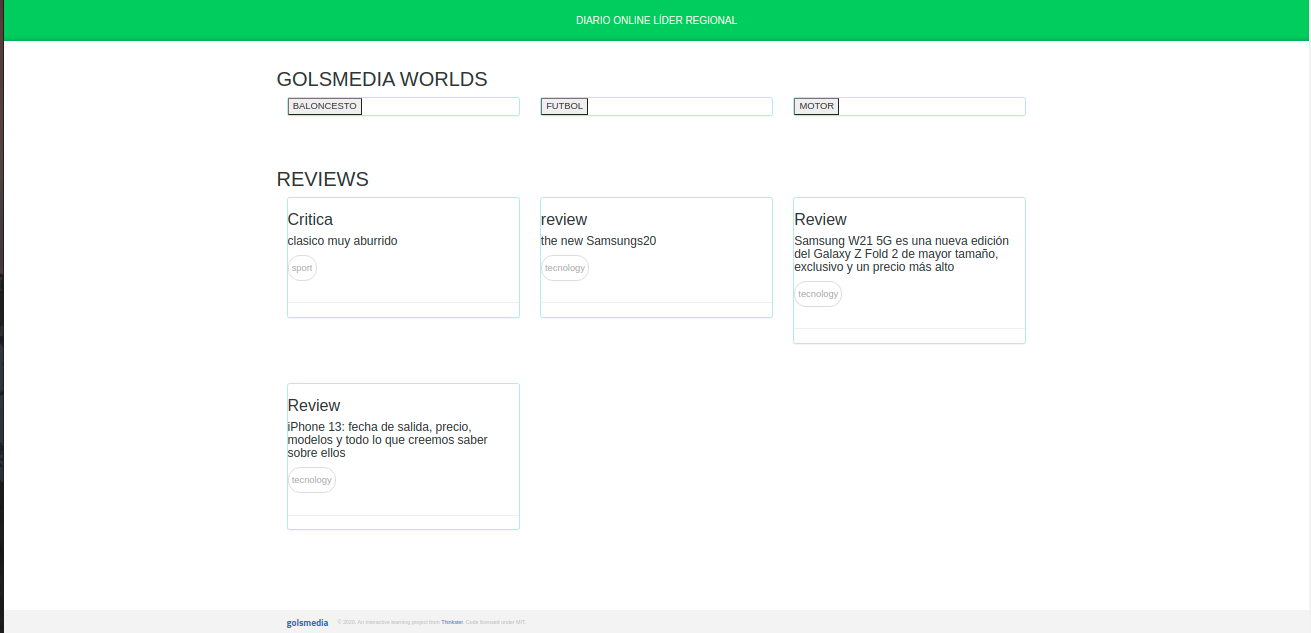 DIARIO ONLINE LÍDER REGIONAL
GOLSMEDIA WORLDS
BALONCESTO
FUTBOL
MOTOR
REVIEWS
Critica
clasico muy aburrido
sport
review
the new Samsungs20
tecnology
Review
Samsung W21 5G es una nueva edición
del Galaxy Z Fold 2 de mayor tamaño,
exclusivo y un precio más alto
tecnology
Review
iPhone 13: fecha de salida, precio,
modelos y todo lo que creemos saber
sobre ellos
tecnology
golsmedia © 2020. An interactive learning project from Thinkster. Code licensed under MIT.